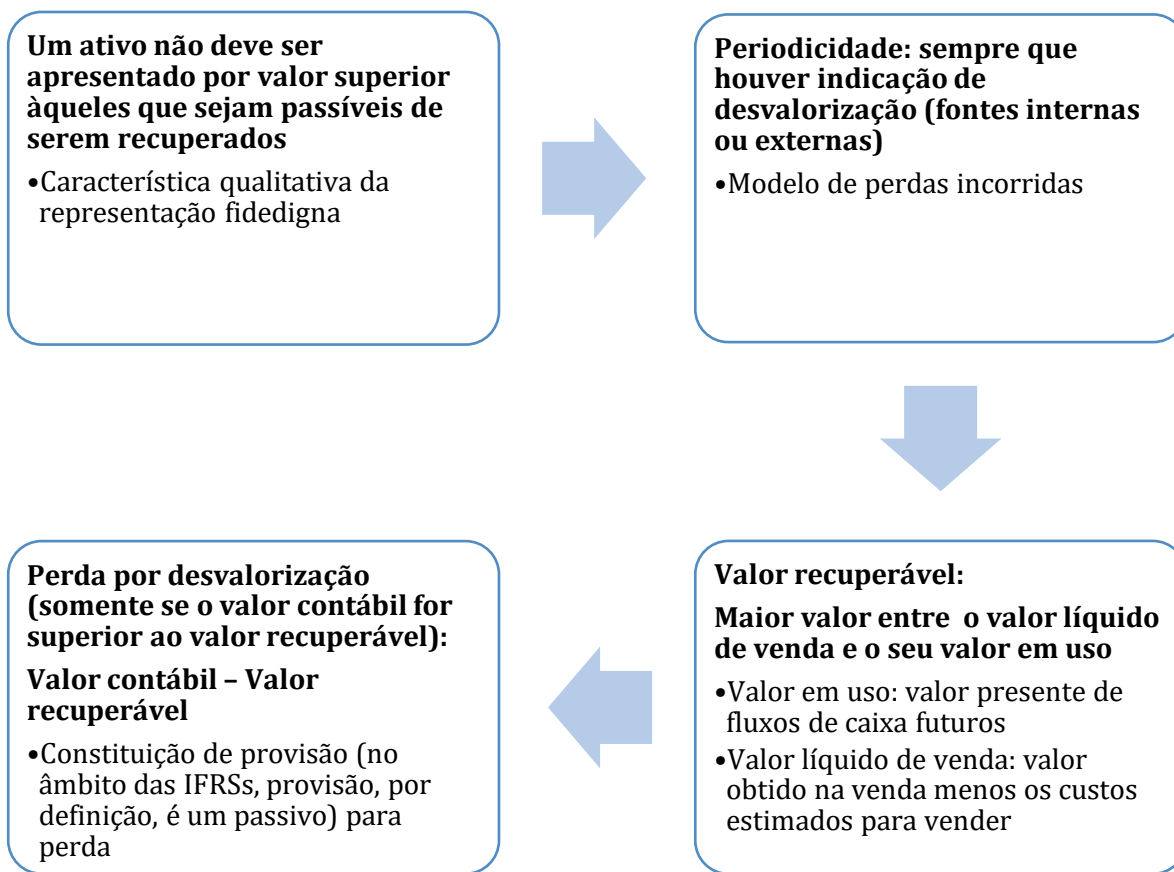 Um ativo não deve ser
apresentado por valor superior
àqueles que sejam passíveis de
serem recuperados
•Característica qualitativa da
representação fidedigna
Periodicidade: sempre que
houver indicação de
desvalorização (fontes internas
ou externas)
•Modelo de perdas incorridas
Valor recuperável:
Maior valor entre o valor líquido
de venda e o seu valor em uso
•Valor em uso: valor presente de
fluxos de caixa futuros
•Valor líquido de venda: valor
obtido na venda menos os custos
estimados para vender
Perda por desvalorização
(somente se o valor contábil for
superior ao valor recuperável):
Valor contábil – Valor
recuperável
•Constituição de provisão (no
âmbito das IFRSs, provisão, por
definição, é um passivo) para
perda